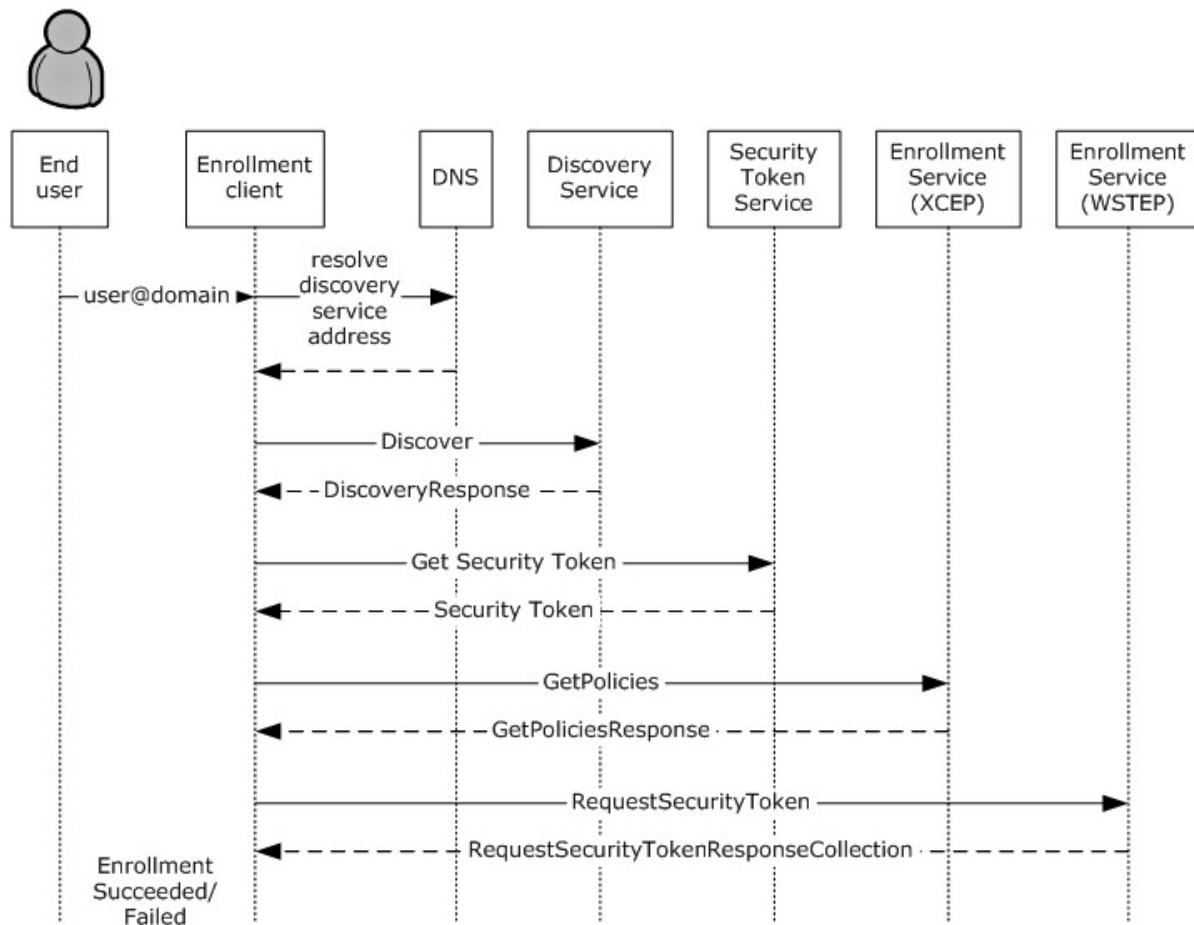 End
user
Enrollment
client
DNS
Discovery
Service
Security
Token
Service
Enrollment
Service
(XCEP)
Enrollment
Service
(WSTEP)
user@domain
resolve
discovery
service
address
Discover
DiscoveryResponse
Get Security Token
Security Token
GetPolicies
GetPoliciesResponse
RequestSecurityToken
RequestSecurityTokenResponseCollection
Enrollment
Succeeded/
Failed